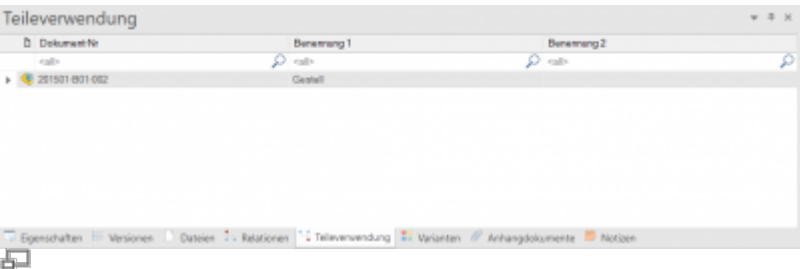 Teileverwendung
Dokument-Nr Benennung 1 Benennung 2
<all> <all> <all>
201501-B01-002 Gestell
Eigenschaften Versionen Dateien Relationen Teileverwendung Varianten Anhangdokumente Notizen